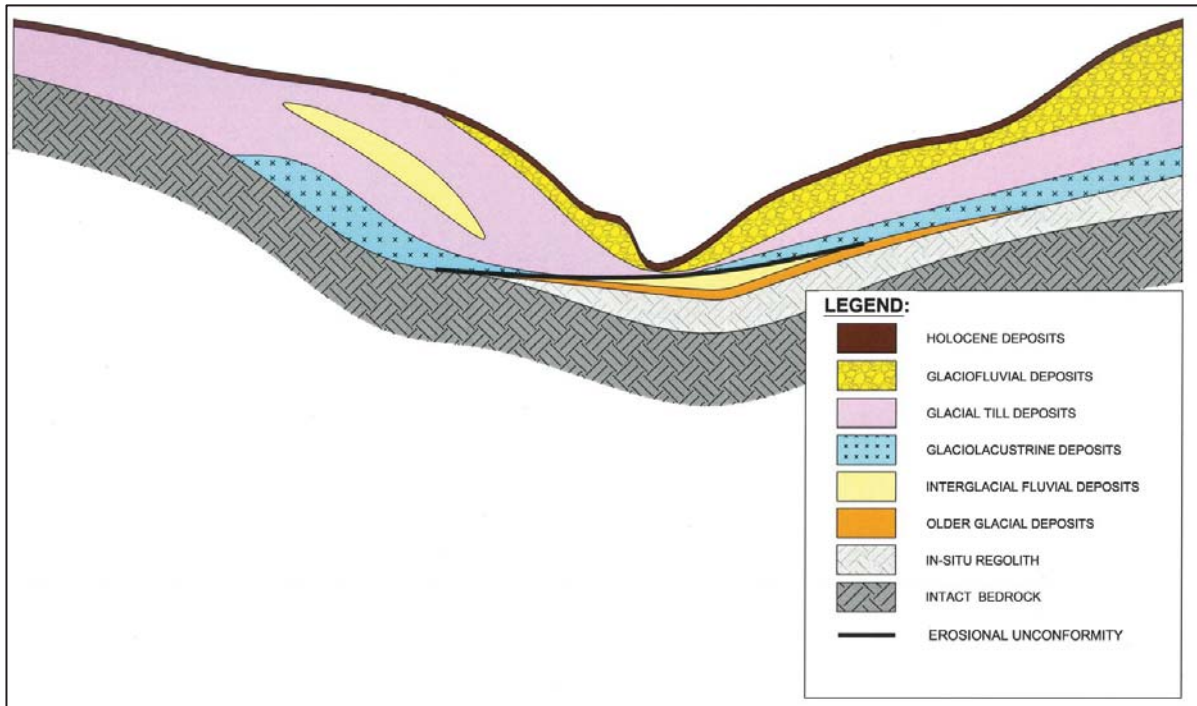 LEGEND:
HOLOCENE DEPOSITS
GLACIOFLUVIAL DEPOSITS
GLACIAL TILL DEPOSITS
GLACIOLACUSTRINE DEPOSITS
INTERGLACIAL FLUVIAL DEPOSITS
OLDER GLACIAL DEPOSITS
IN-SITU REGOLITH
INTACT BEDROCK
EROSIONAL UNCONFORMITY